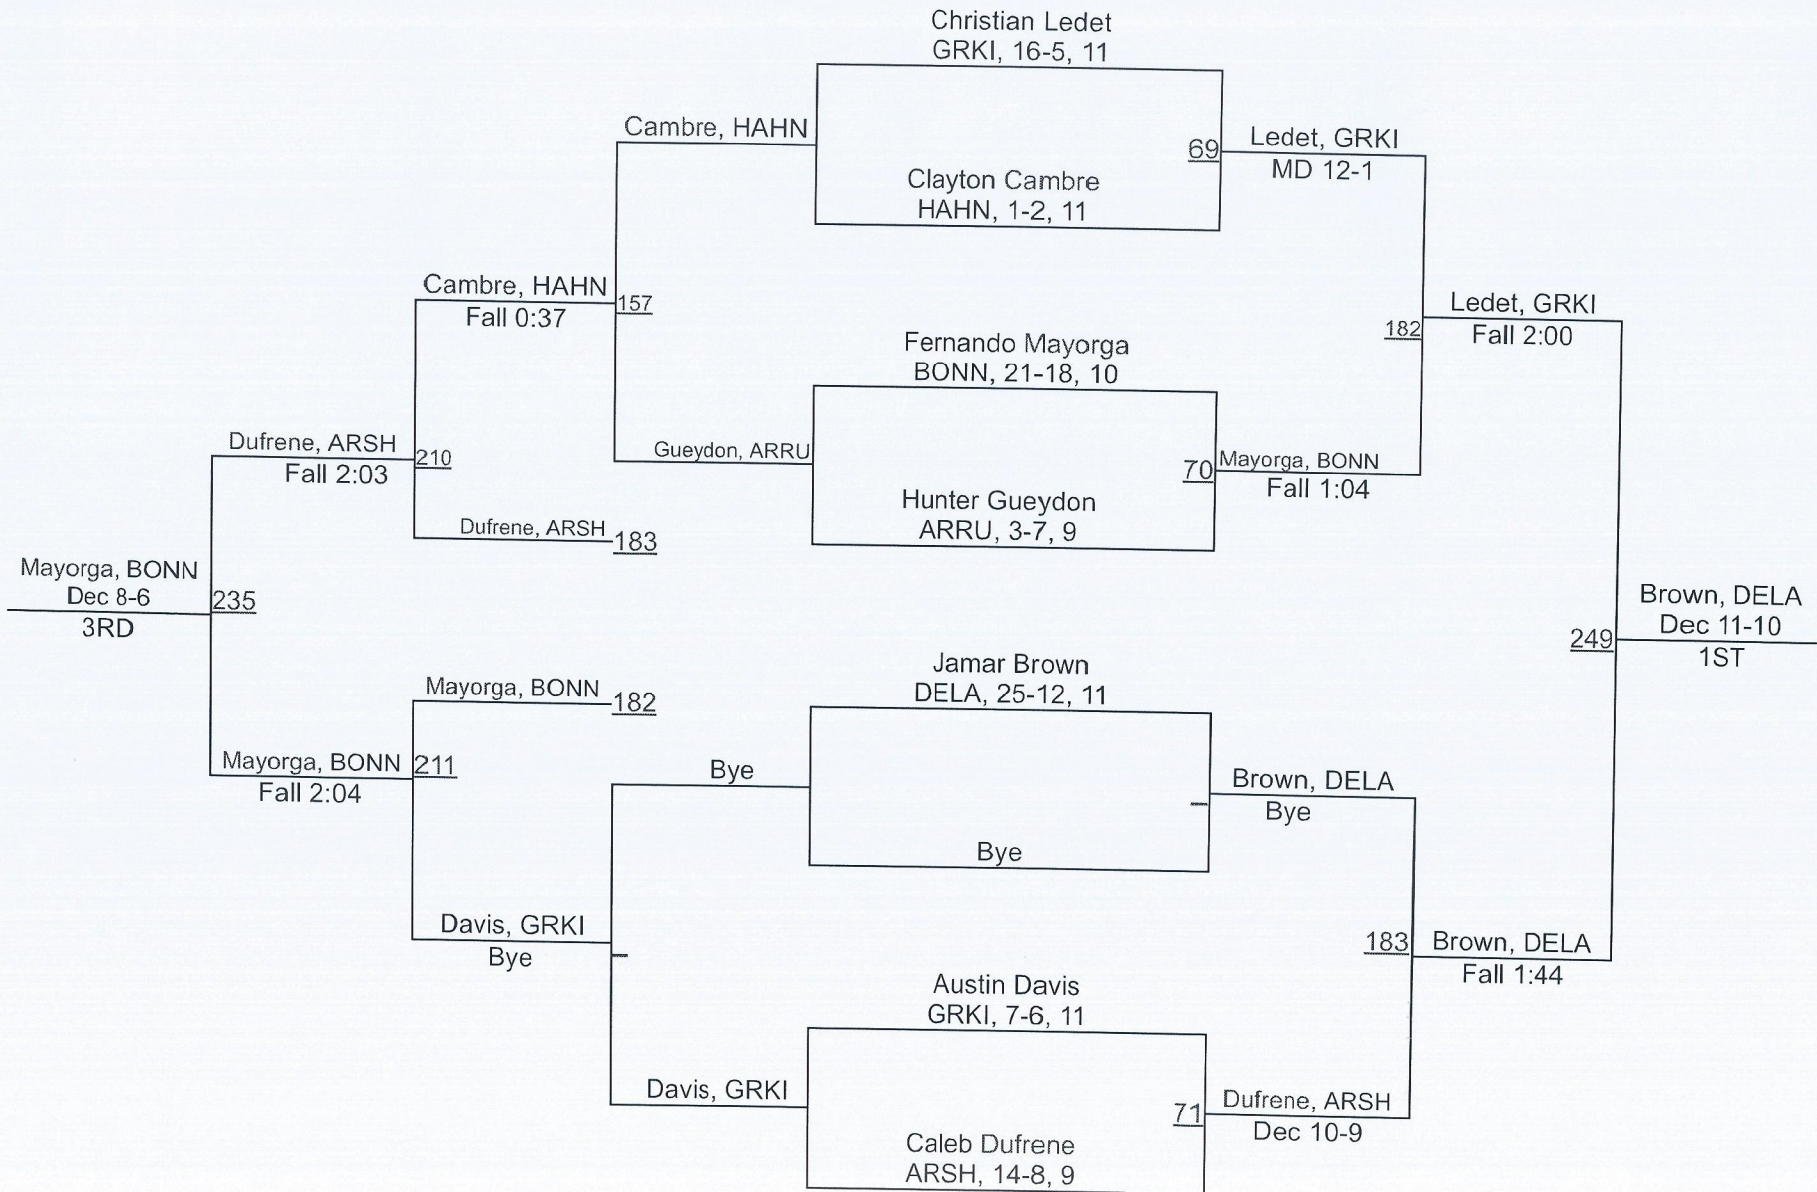 Christian Ledet
GRKI, 16-5, 11
Cambre, HAHN
69
Ledet, GRKI
MD 12-1
Clayton Cambre
HAHN, 1-2, 11
Cambre, HAHN
Fall 0:37
157
Ledet, GRKI
Fall 2:00
182
Fernando Mayorga
BONN, 21-18, 10
Dufrene, ARSH
Fall 2:03
210
Gueydon, ARRU
70
Mayorga, BONN
Fall 1:04
Hunter Gueydon
ARRU, 3-7, 9
Dufrene, ARSH
183
Mayorga, BONN
Dec 8-6
3RD
235
Brown, DELA
Dec 11-10
1ST
249
Jamar Brown
DELA, 25-12, 11
Mayorga, BONN
182
Mayorga, BONN
Fall 2:04
211
Bye
Brown, DELA
Bye
Bye
Davis, GRKI
Bye
183
Brown, DELA
Fall 1:44
Austin Davis
GRKI, 7-6, 11
Davis, GRKI
71
Dufrene, ARSH
Dec 10-9
Caleb Dufrene
ARSH, 14-8, 9